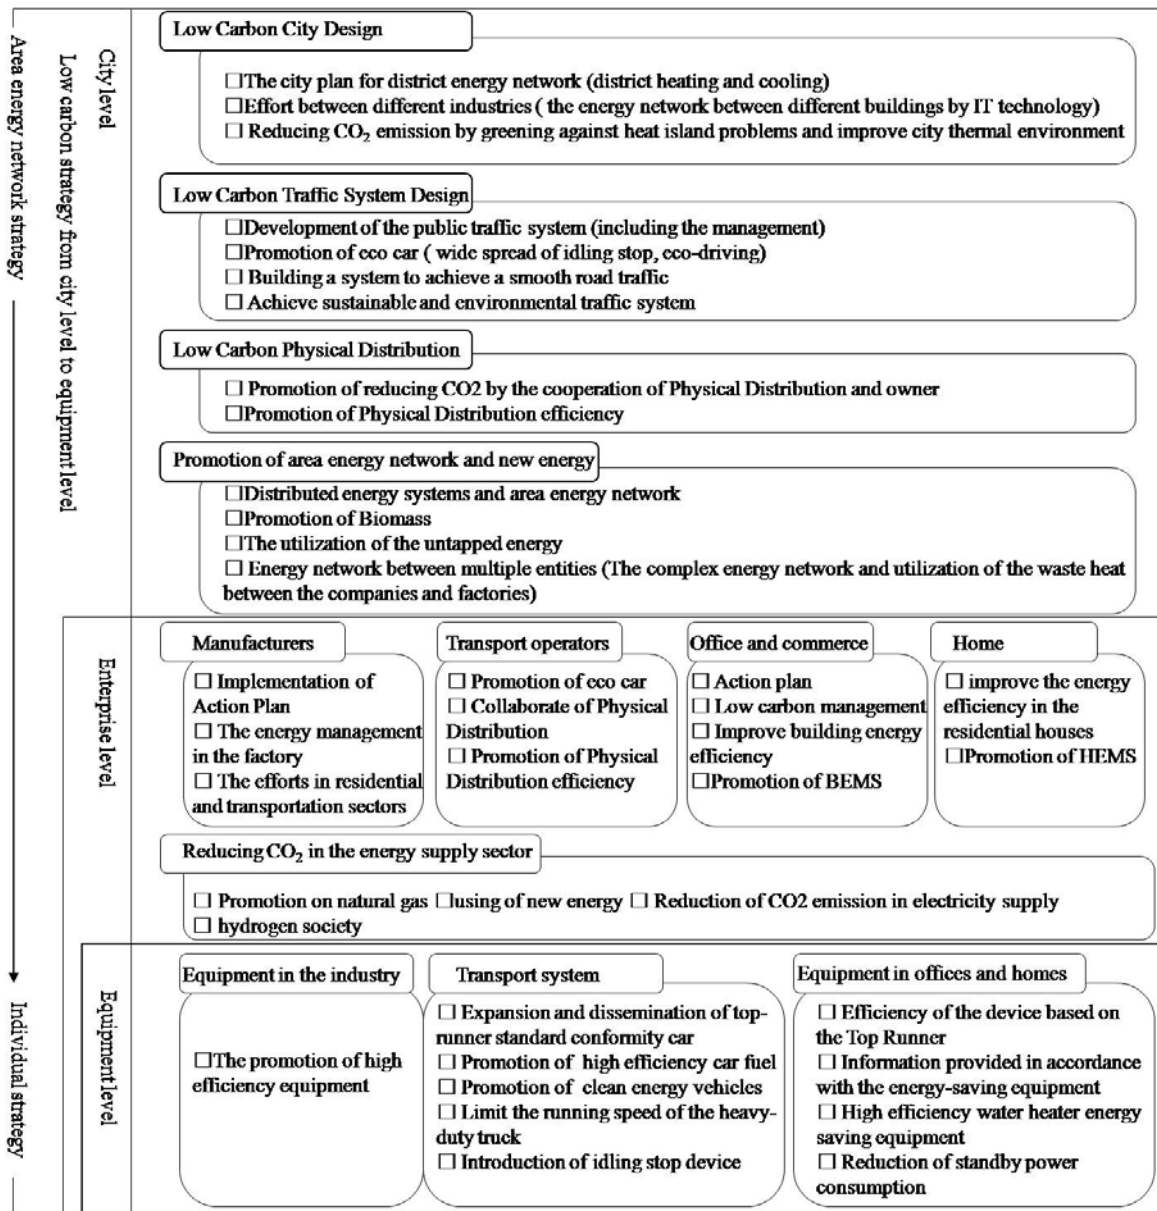 Area energy network strategy
Individual strategy
Low carbon strategy from city level to equipment level
City level
Low Carbon City Design
☐The city plan for district energy network (district heating and cooling)
☐Effort between different industries ( the energy network between different buildings by IT technology)
☐ Reducing CO₂ emission by greening against heat island problems and improve city thermal environment
Low Carbon Traffic System Design
☐Development of the public traffic system (including the management)
☐Promotion of eco car ( wide spread of idling stop, eco-driving)
☐ Building a system to achieve a smooth road traffic
☐ Achieve sustainable and environmental traffic system
Low Carbon Physical Distribution
☐ Promotion of reducing CO2 by the cooperation of Physical Distribution and owner
☐Promotion of Physical Distribution efficiency
Promotion of area energy network and new energy
☐Distributed energy systems and area energy network
☐Promotion of Biomass
☐The utilization of the untapped energy
☐ Energy network between multiple entities (The complex energy network and utilization of the waste heat
between the companies and factories)
Enterprise level
Manufacturers
☐ Implementation of
Action Plan
☐ The energy management
in the factory
☐ The efforts in residential
and transportation sectors
Transport operators
☐ Promotion of eco car
☐ Collaborate of Physical
Distribution
☐ Promotion of Physical
Distribution efficiency
Office and commerce
☐ Action plan
☐ Low carbon management
☐ Improve building energy
efficiency
☐Promotion of BEMS
Home
☐ improve the energy
efficiency in the
residential houses
☐Promotion of HEMS
Reducing CO₂ in the energy supply sector
☐ Promotion on natural gas ☐using of new energy ☐ Reduction of CO2 emission in electricity supply
☐ hydrogen society
Equipment level
Equipment in the industry
☐The promotion of high
efficiency equipment
Transport system
☐ Expansion and dissemination of top-
runner standard conformity car
☐ Promotion of high efficiency car fuel
☐ Promotion of clean energy vehicles
☐ Limit the running speed of the heavy-
duty truck
☐ Introduction of idling stop device
Equipment in offices and homes
☐ Efficiency of the device based on
the Top Runner
☐ Information provided in accordance
with the energy-saving equipment
☐ High efficiency water heater energy
saving equipment
☐ Reduction of standby power
consumption